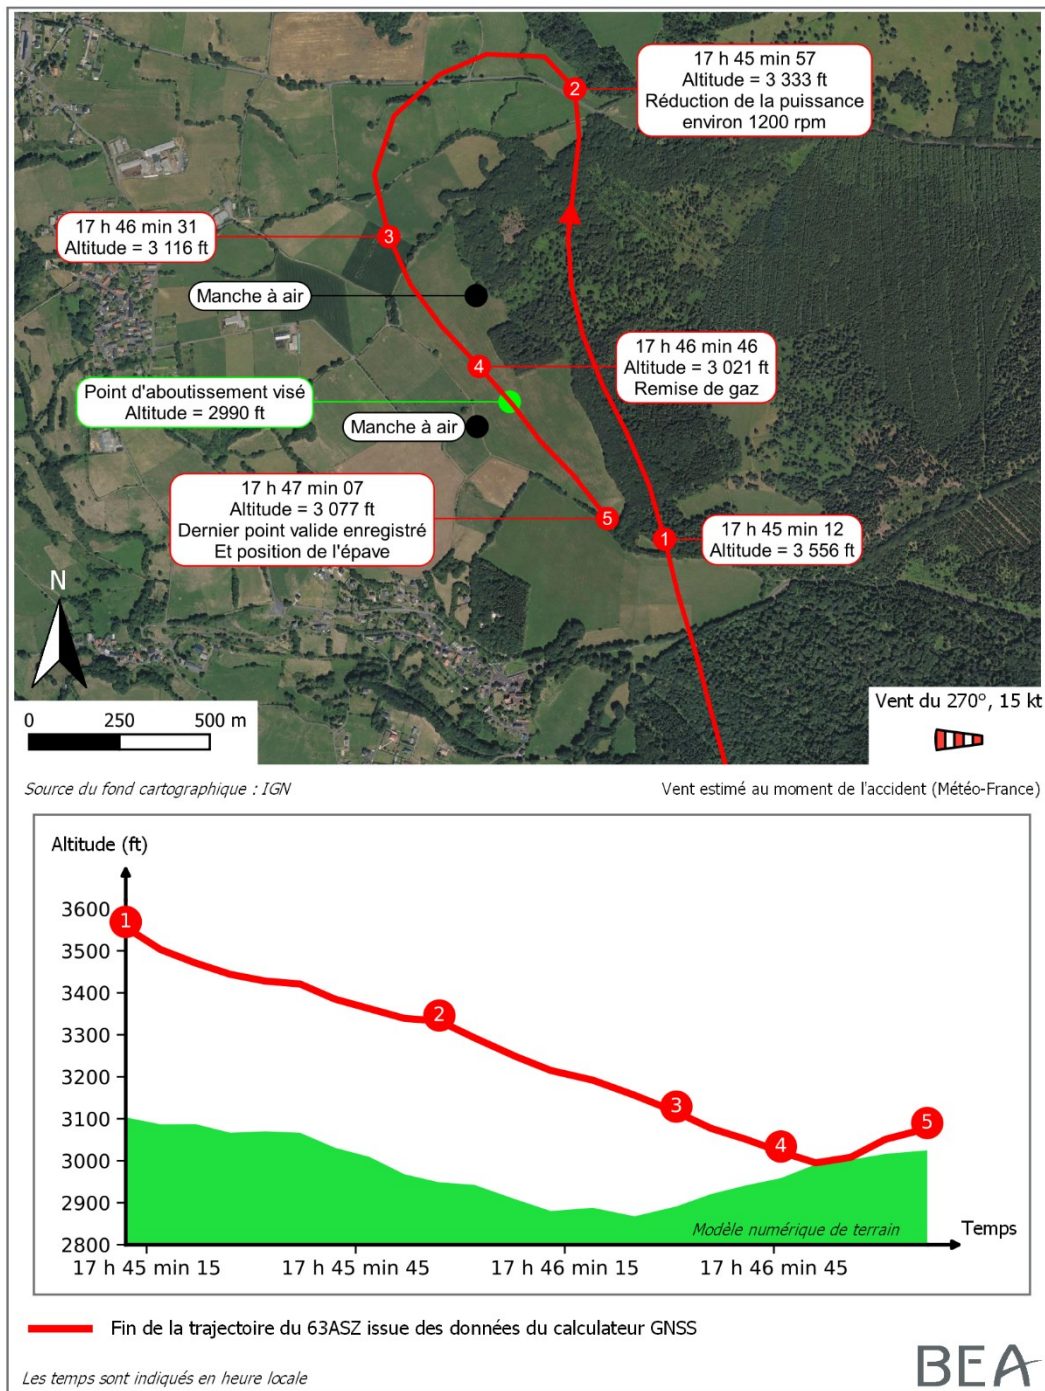 17 h 45 min 57
Altitude = 3 333 ft
Réduction de la puissance
environ 1200 rpm
2
17 h 46 min 31
Altitude = 3 116 ft
3
Manche à air
17 h 46 min 46
Altitude = 3 021 ft
Remise de gaz
4
Point d'aboutissement visé
Altitude = 2990 ft
Manche à air
17 h 47 min 07
Altitude = 3 077 ft
Dernier point valide enregistré
Et position de l'épave
5
1
17 h 45 min 12
Altitude = 3 556 ft
N
0 250 500 m
Vent du 270°, 15 kt
Source du fond cartographique : IGN
Vent estimé au moment de l'accident (Météo-France)
Altitude (ft)
3600
3500
3400
3300
3200
3100
3000
2900
2800
1
2
3
4
5
Modèle numérique de terrain
Temps
17 h 45 min 15
17 h 45 min 45
17 h 46 min 15
17 h 46 min 45
Fin de la trajectoire du 63ASZ issue des données du calculateur GNSS
Les temps sont indiqués en heure locale
BEA